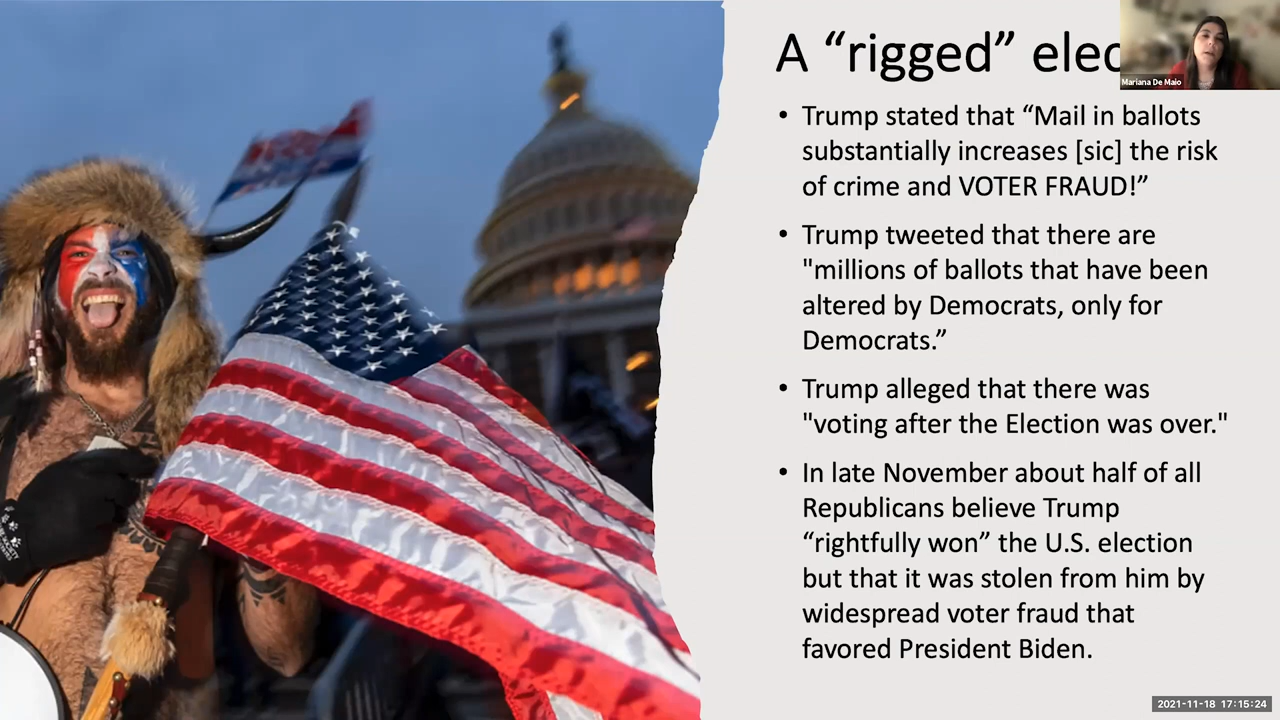 A “rigged” elec
Mariana De Maio
• Trump stated that “Mail in ballots
substantially increases [sic] the risk
of crime and VOTER FRAUD!”
• Trump tweeted that there are
"millions of ballots that have been
altered by Democrats, only for
Democrats.”
• Trump alleged that there was
"voting after the Election was over."
• In late November about half of all
Republicans believe Trump
“rightfully won” the U.S. election
but that it was stolen from him by
widespread voter fraud that
favored President Biden.
SOCIETY
2021-11-18 17:15:24